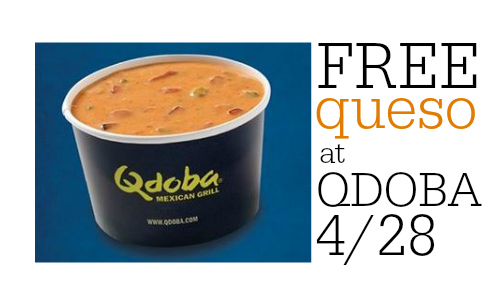 Qdoba
MEXICAN GRILL
WWW.QDOBA.COM
FREE
queso
at
QDOBA
4/28